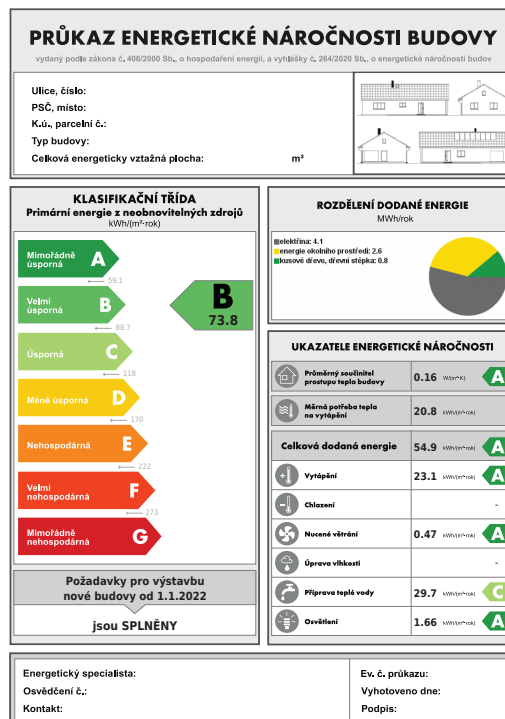 PRŮKAZ ENERGETICKÉ NÁROČNOSTI BUDOVY
vydaný podle zákona č. 406/2000 Sb., o hospodaření energií, a vyhlášky č. 264/2020 Sb., o energetické náročnosti budov
Ulice, číslo:
PSČ, místo:
K.ú., parcelní č.:
Typ budovy:
Celková energeticky vztažná plocha: m²
KLASIFIKAČNÍ TŘÍDA
Primární energie z neobnovitelných zdrojů
kWh/(m²·rok)
Mimořádně úsporná A
59.1
Velmi úsporná B
88.7
Úsporná C
118
Méně úsporná D
170
Nehospodárná E
222
Velmi nehospodárná F
273
Mimořádně nehospodárná G
B
73.8
Požadavky pro výstavbu
nové budovy od 1.1.2022
jsou SPLNĚNY
ROZDĚLENÍ DODANÉ ENERGIE
MWh/rok
elektřina: 4.1
energie okolního prostředí: 2.6
kusové dřevo, dřevní štěpka: 0.8
UKAZATELE ENERGETICKÉ NÁROČNOSTI
Průměrný součinitel prostupu tepla budovy 0.16 W/(m²·K) A
Měrná potřeba tepla na vytápění 20.8 kWh/(m²·rok)
Celková dodaná energie 54.9 kWh/(m²·rok) A
Vytápění 23.1 kWh/(m²·rok) A
Chlazení -
Nucené větrání 0.47 kWh/(m²·rok) A
Úprava vlhkosti -
Příprava teplé vody 29.7 kWh/(m²·rok) C
Osvětlení 1.66 kWh/(m²·rok) A
Energetický specialista:
Osvědčení č.:
Kontakt:
Ev. č. průkazu:
Vyhotoveno dne:
Podpis: